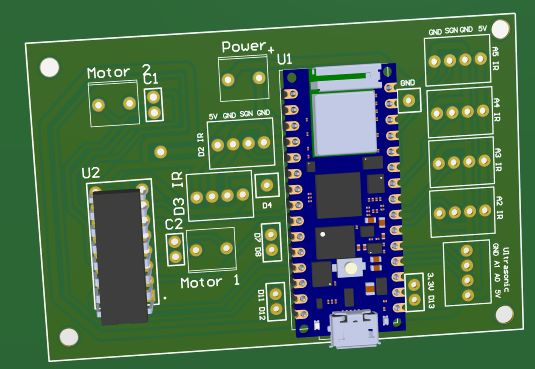 GND SGN GND 5V
A5 IR
Power+
U1
Motor 2
C1
GND
A4 IR
5V GND SGN GND
D2 IR
A3 IR
U2
D3 IR
D4
A2 IR
C2
D7
D8
Motor 1
Ultrasonic
GND A1 A0 5V
3.3V D13
D11
D12